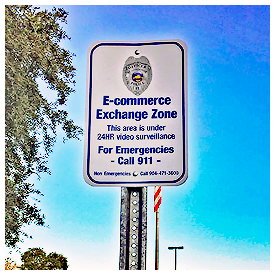 E-commerce
Exchange Zone
This area is under
24HR video surveillance
For Emergencies
- Call 911 -
Non Emergencies Call 904-471-3600